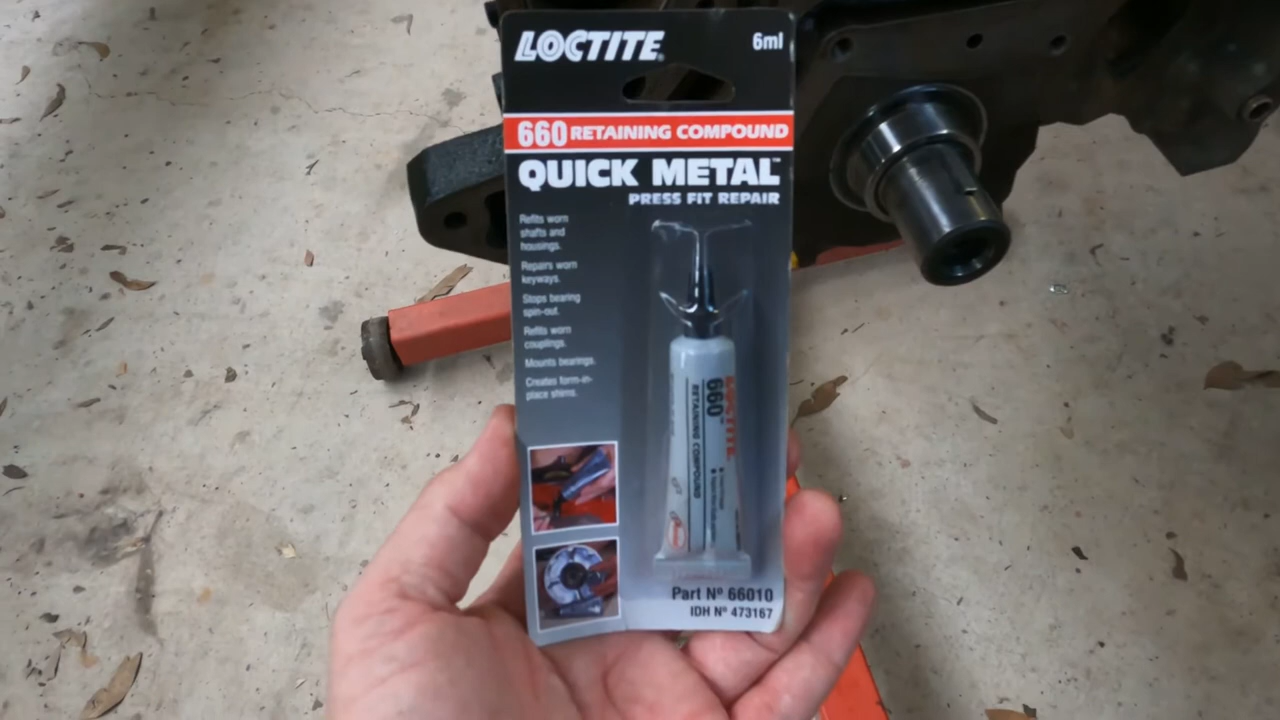 LOCTITE
6ml
660 RETAINING COMPOUND
QUICK METAL™
PRESS FIT REPAIR
Refits worn
shafts and
housings.
Repairs worn
keyways.
Stops bearing
spin-out.
Refits worn
couplings.
Mounts bearings.
Creates form-in-
place shims.
LOCTITE
660
RETAINING COMPOUND
Part Nº 66010
IDH Nº 473167